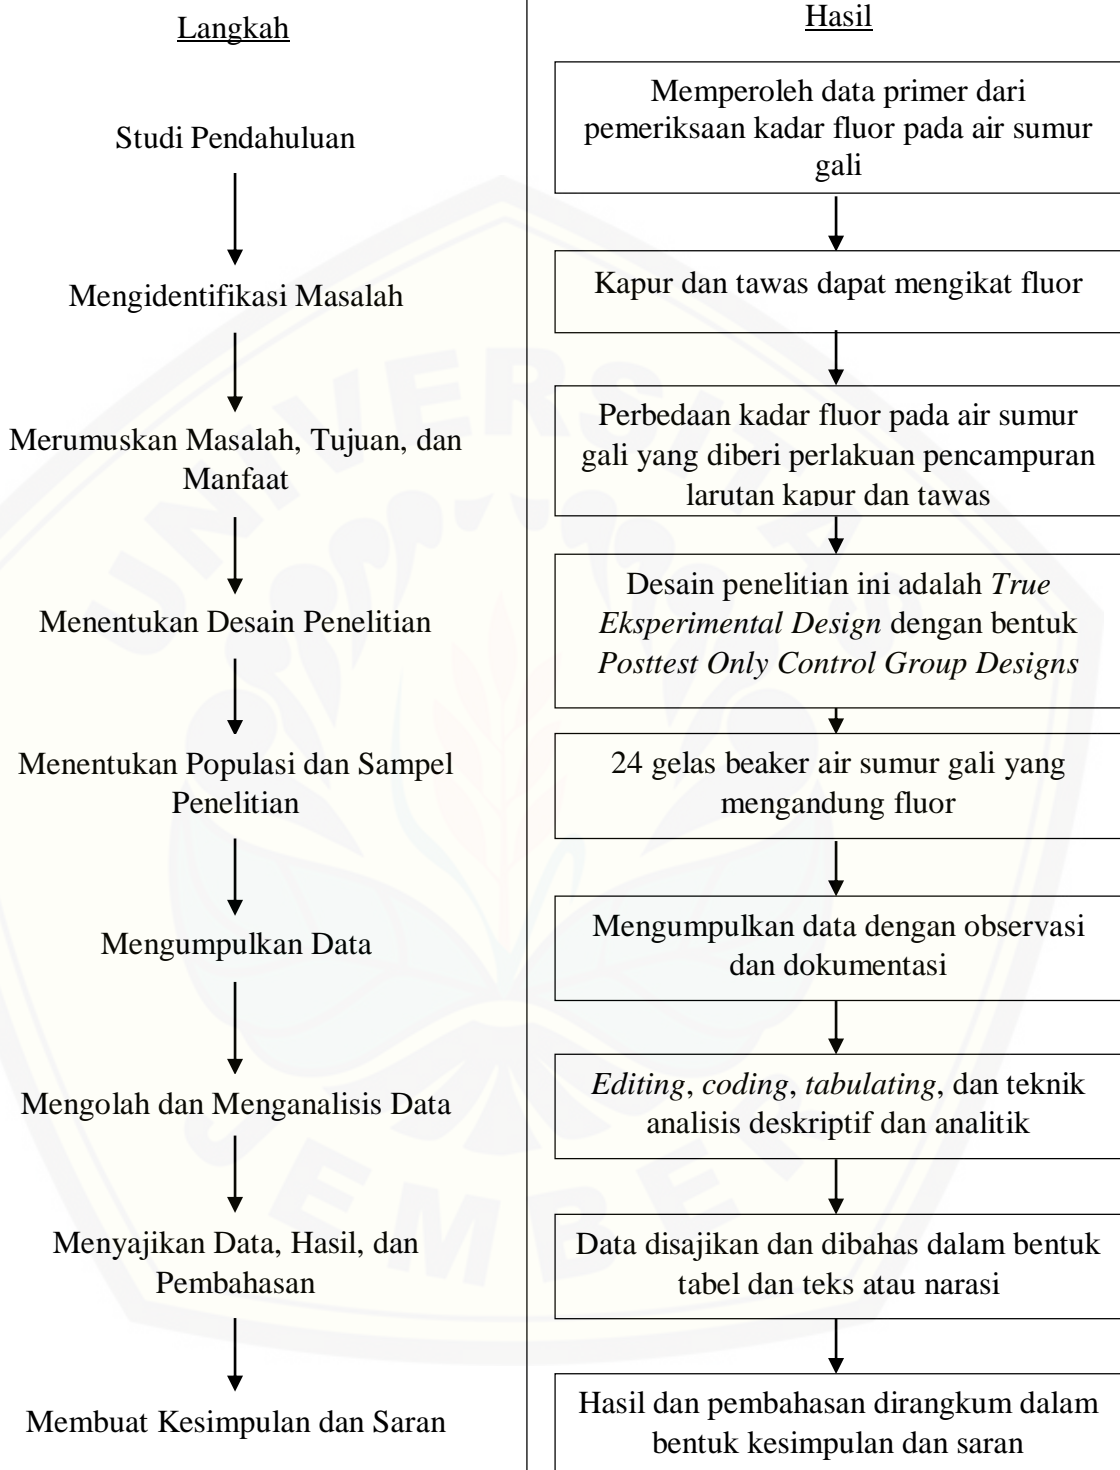 Langkah
Hasil
Studi Pendahuluan
Memperoleh data primer dari
pemeriksaan kadar fluor pada air sumur
gali
Mengidentifikasi Masalah
Kapur dan tawas dapat mengikat fluor
Merumuskan Masalah, Tujuan, dan
Manfaat
Perbedaan kadar fluor pada air sumur
gali yang diberi perlakuan pencampuran
larutan kapur dan tawas
Menentukan Desain Penelitian
Desain penelitian ini adalah True
Eksperimental Design dengan bentuk
Posttest Only Control Group Designs
Menentukan Populasi dan Sampel
Penelitian
24 gelas beaker air sumur gali yang
mengandung fluor
Mengumpulkan Data
Mengumpulkan data dengan observasi
dan dokumentasi
Mengolah dan Menganalisis Data
Editing, coding, tabulating, dan teknik
analisis deskriptif dan analitik
Menyajikan Data, Hasil, dan
Pembahasan
Data disajikan dan dibahas dalam bentuk
tabel dan teks atau narasi
Membuat Kesimpulan dan Saran
Hasil dan pembahasan dirangkum dalam
bentuk kesimpulan dan saran
UNIVERSITAS
JEMBER